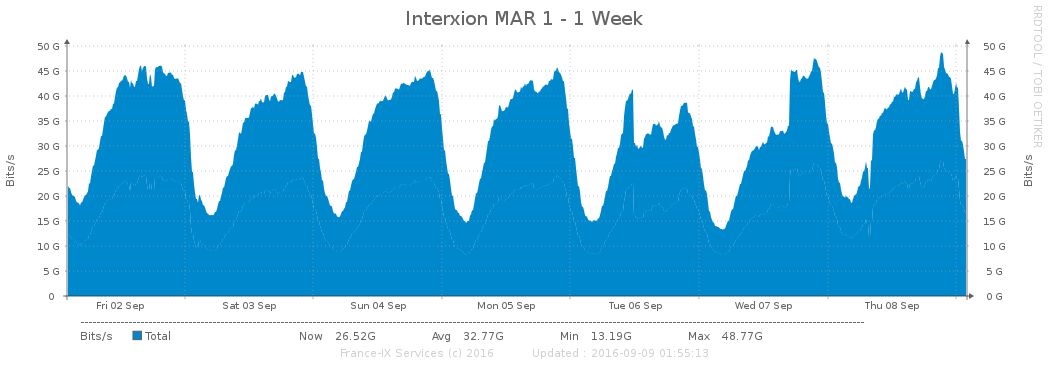 Interxion MAR 1 - 1 Week
RRDTOOL / TOBI OETIKER
Bits/s
50 G
45 G
40 G
35 G
30 G
25 G
20 G
15 G
10 G
5 G
0
50 G
45 G
40 G
35 G
30 G
25 G
20 G
15 G
10 G
5 G
0 G
Bits/s
Fri 02 Sep Sat 03 Sep Sun 04 Sep Mon 05 Sep Tue 06 Sep Wed 07 Sep Thu 08 Sep
Bits/s Total Now 26.52G Avg 32.77G Min 13.19G Max 48.77G
France-IX Services (c) 2016 Updated : 2016-09-09 01:55:13